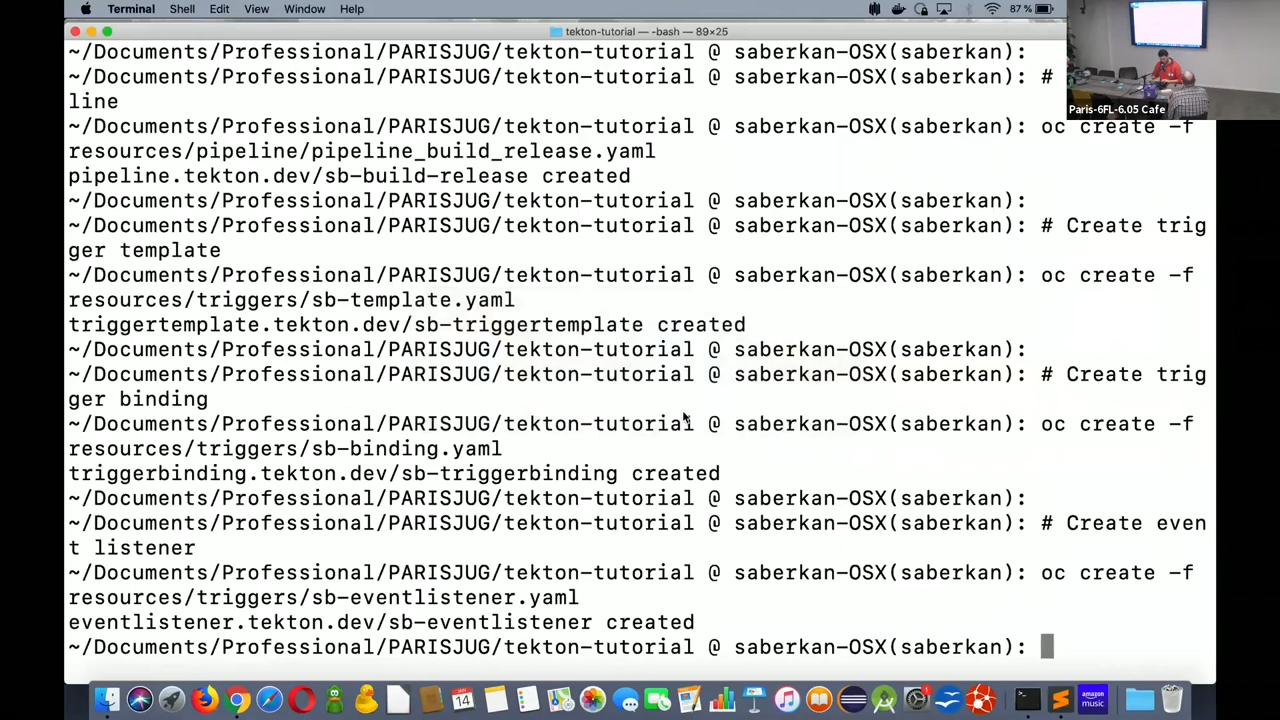 Terminal Shell Edit View Window Help 87 %
tekton-tutorial — -bash — 89×25
~/Documents/Professional/PARISJUG/tekton-tutorial @ saberkan-OSX(saberkan):
~/Documents/Professional/PARISJUG/tekton-tutorial @ saberkan-OSX(saberkan): #
line
Paris-6FL-6.05 Cafe
~/Documents/Professional/PARISJUG/tekton-tutorial @ saberkan-OSX(saberkan): oc create -f
resources/pipeline/pipeline_build_release.yaml
pipeline.tekton.dev/sb-build-release created
~/Documents/Professional/PARISJUG/tekton-tutorial @ saberkan-OSX(saberkan):
~/Documents/Professional/PARISJUG/tekton-tutorial @ saberkan-OSX(saberkan): # Create trig
ger template
~/Documents/Professional/PARISJUG/tekton-tutorial @ saberkan-OSX(saberkan): oc create -f
resources/triggers/sb-template.yaml
triggertemplate.tekton.dev/sb-triggertemplate created
~/Documents/Professional/PARISJUG/tekton-tutorial @ saberkan-OSX(saberkan):
~/Documents/Professional/PARISJUG/tekton-tutorial @ saberkan-OSX(saberkan): # Create trig
ger binding
~/Documents/Professional/PARISJUG/tekton-tutorial @ saberkan-OSX(saberkan): oc create -f
resources/triggers/sb-binding.yaml
triggerbinding.tekton.dev/sb-triggerbinding created
~/Documents/Professional/PARISJUG/tekton-tutorial @ saberkan-OSX(saberkan):
~/Documents/Professional/PARISJUG/tekton-tutorial @ saberkan-OSX(saberkan): # Create even
t listener
~/Documents/Professional/PARISJUG/tekton-tutorial @ saberkan-OSX(saberkan): oc create -f
resources/triggers/sb-eventlistener.yaml
eventlistener.tekton.dev/sb-eventlistener created
~/Documents/Professional/PARISJUG/tekton-tutorial @ saberkan-OSX(saberkan):
14
amazon
music